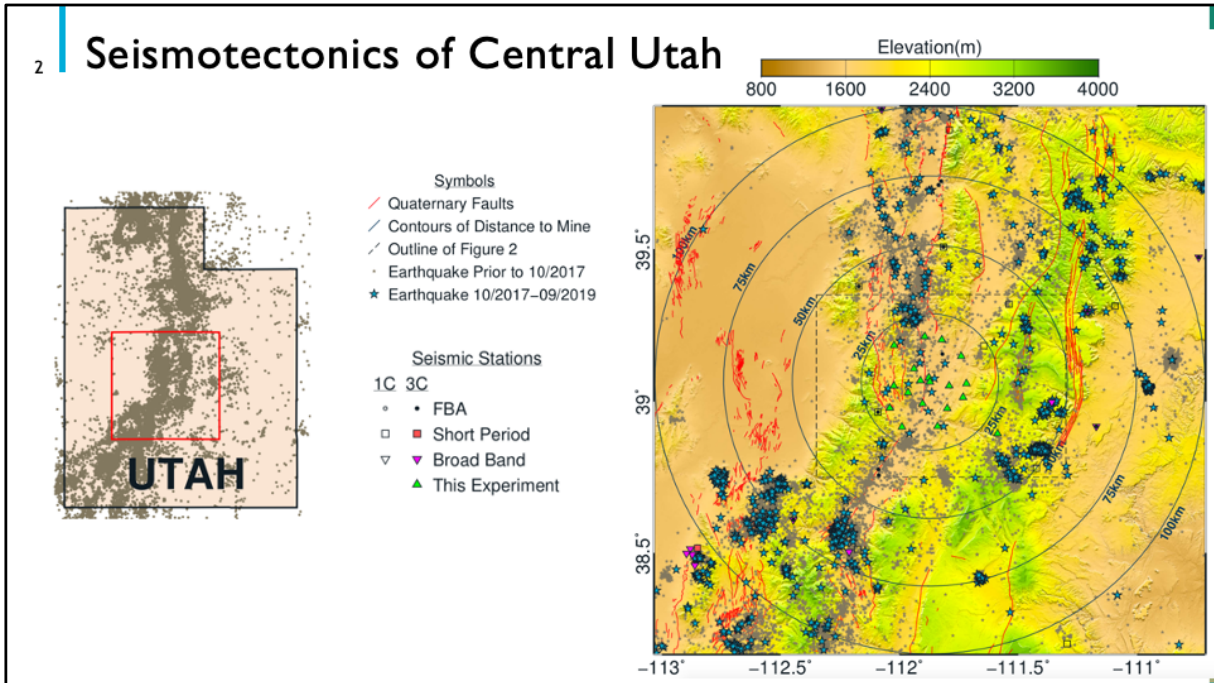 2
Seismotectonics of Central Utah
Elevation(m)
800 1600 2400 3200 4000
Symbols
Quaternary Faults
Contours of Distance to Mine
Outline of Figure 2
Earthquake Prior to 10/2017
Earthquake 10/2017−09/2019
Seismic Stations
1C 3C
FBA
Short Period
Broad Band
This Experiment
UTAH
100km
75km
50km
25km
25km
50km
75km
100km
39.5˚
39˚
38.5˚
−113˚ −112.5˚ −112˚ −111.5˚ −111˚